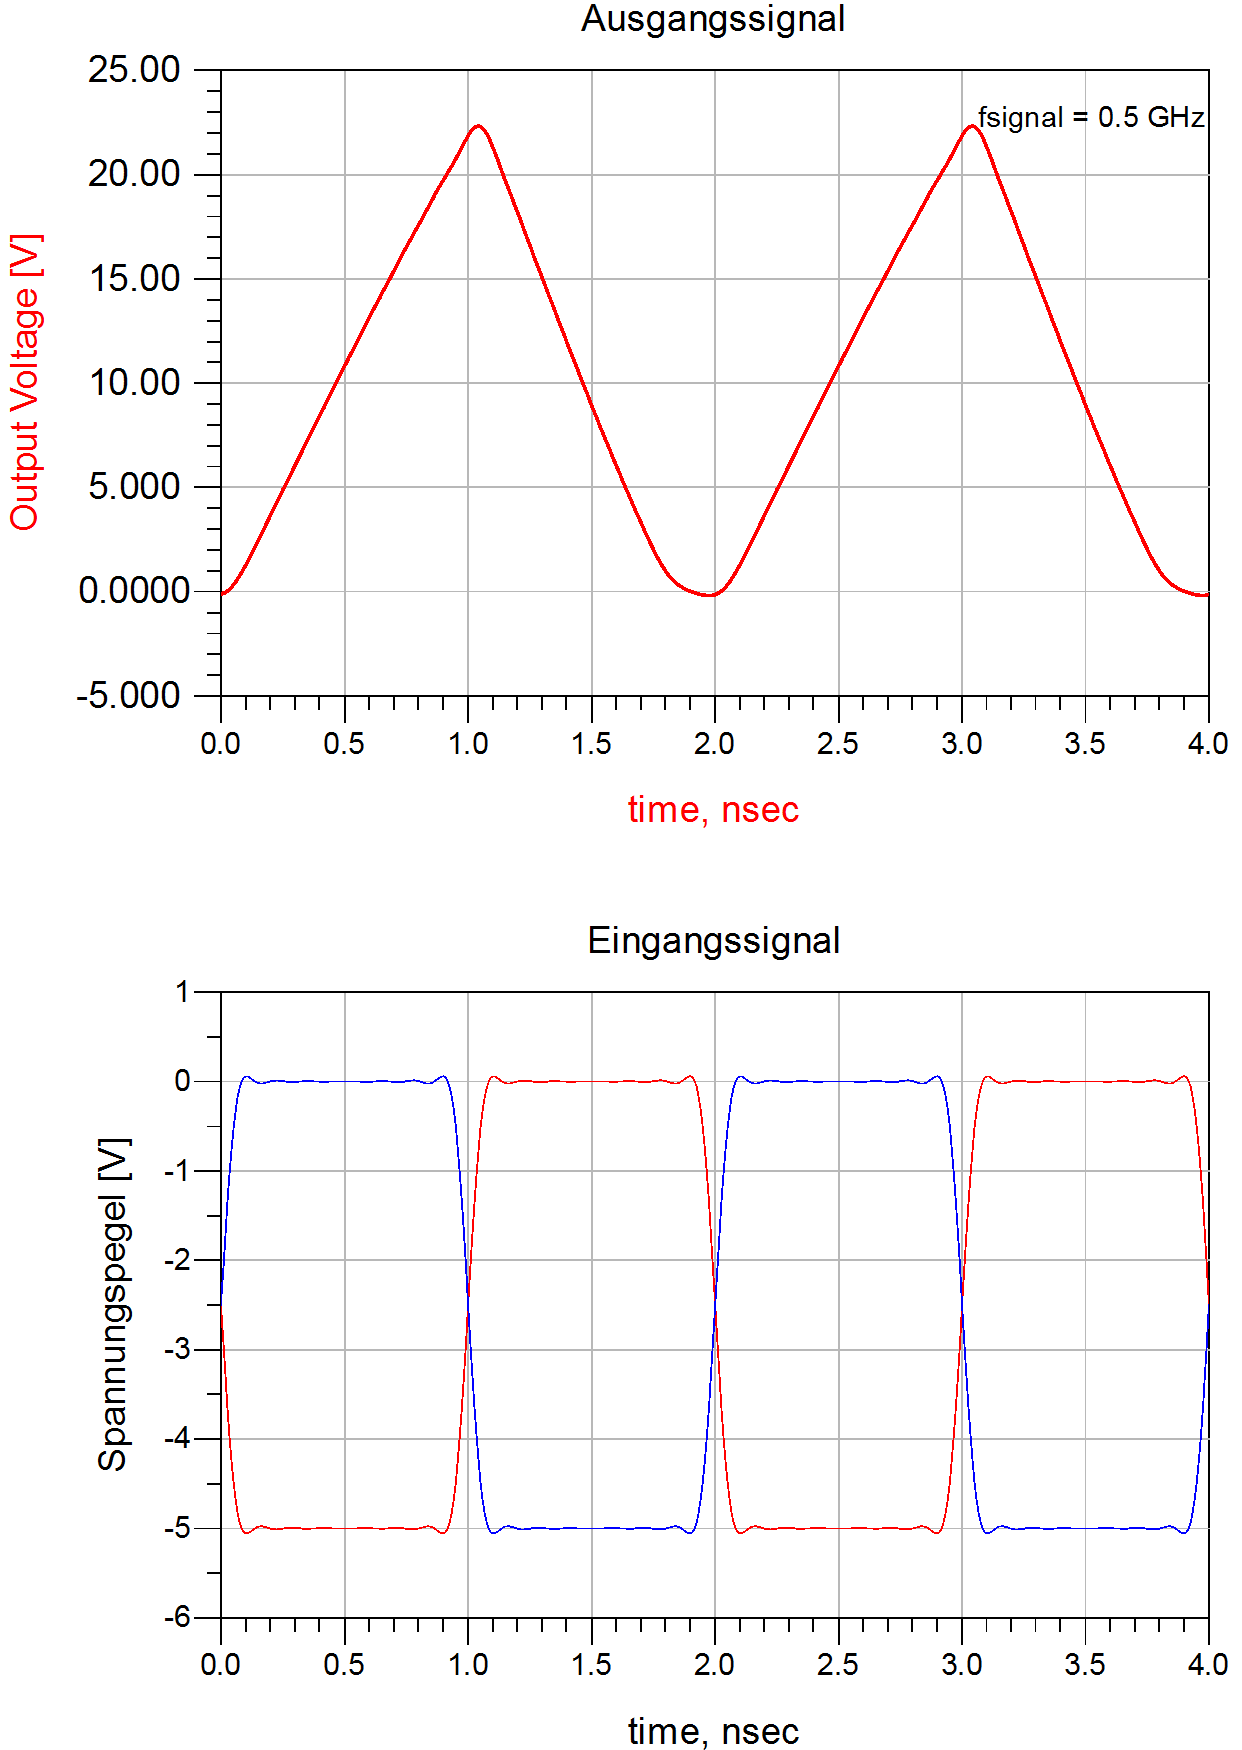 Ausgangssignal
25.00
20.00
15.00
10.00
5.000
0.0000
-5.000
Output Voltage [V]
fsignal = 0.5 GHz
0.0 0.5 1.0 1.5 2.0 2.5 3.0 3.5 4.0
time, nsec
Eingangssignal
1
0
-1
-2
-3
-4
-5
-6
Spannungspegel [V]
0.0 0.5 1.0 1.5 2.0 2.5 3.0 3.5 4.0
time, nsec